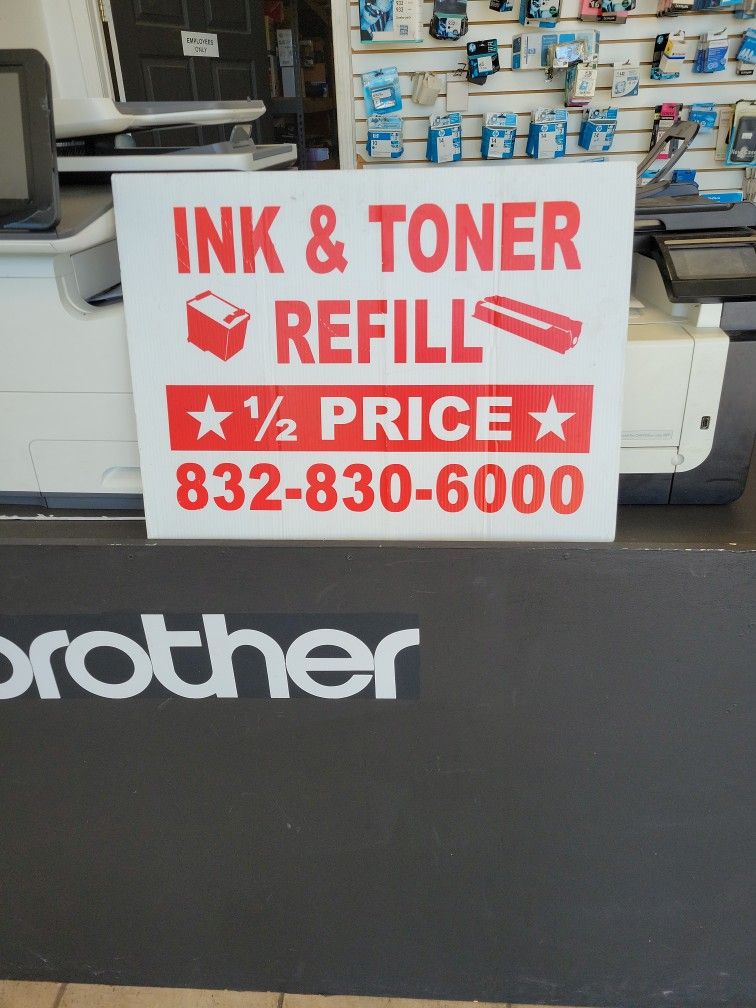 EMPLOYEES
ONLY
INK & TONER
REFILL
★ ½ PRICE ★
832-830-6000
brother